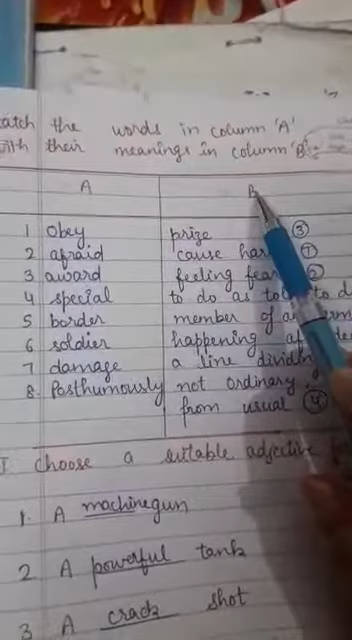 atch the words in column 'A'
with their meanings in column 'B'
A B
1 Obey prize ③
2 afraid cause har ⑦
3 award feeling fear ②
4 special to do as told to d
5 border member of an
6 soldier happening af
7 damage a line dividing
8. Posthumously not ordinary
from usual ④
choose a suitable adjective
1. A machinegun
2 A powerful tank
3 A crack shot